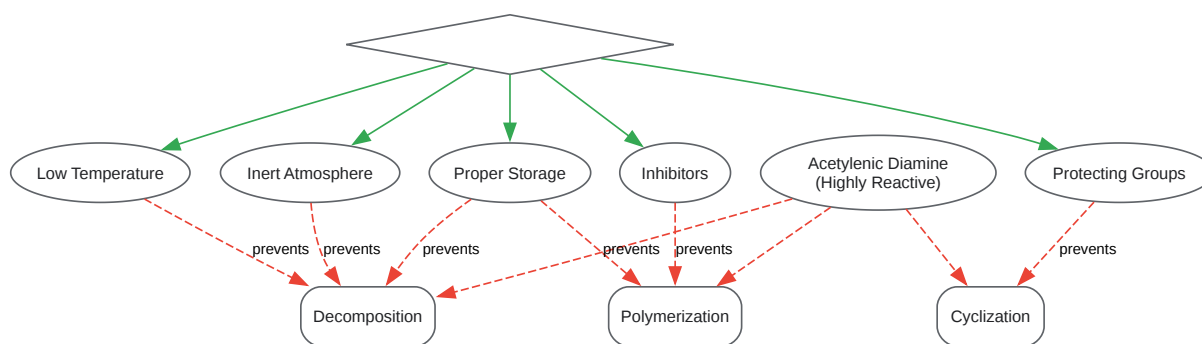 Low Temperature
Inert Atmosphere
Proper Storage
Inhibitors
Acetylenic Diamine
(Highly Reactive)
Protecting Groups
prevents
prevents
prevents
prevents
prevents
Decomposition
Polymerization
Cyclization